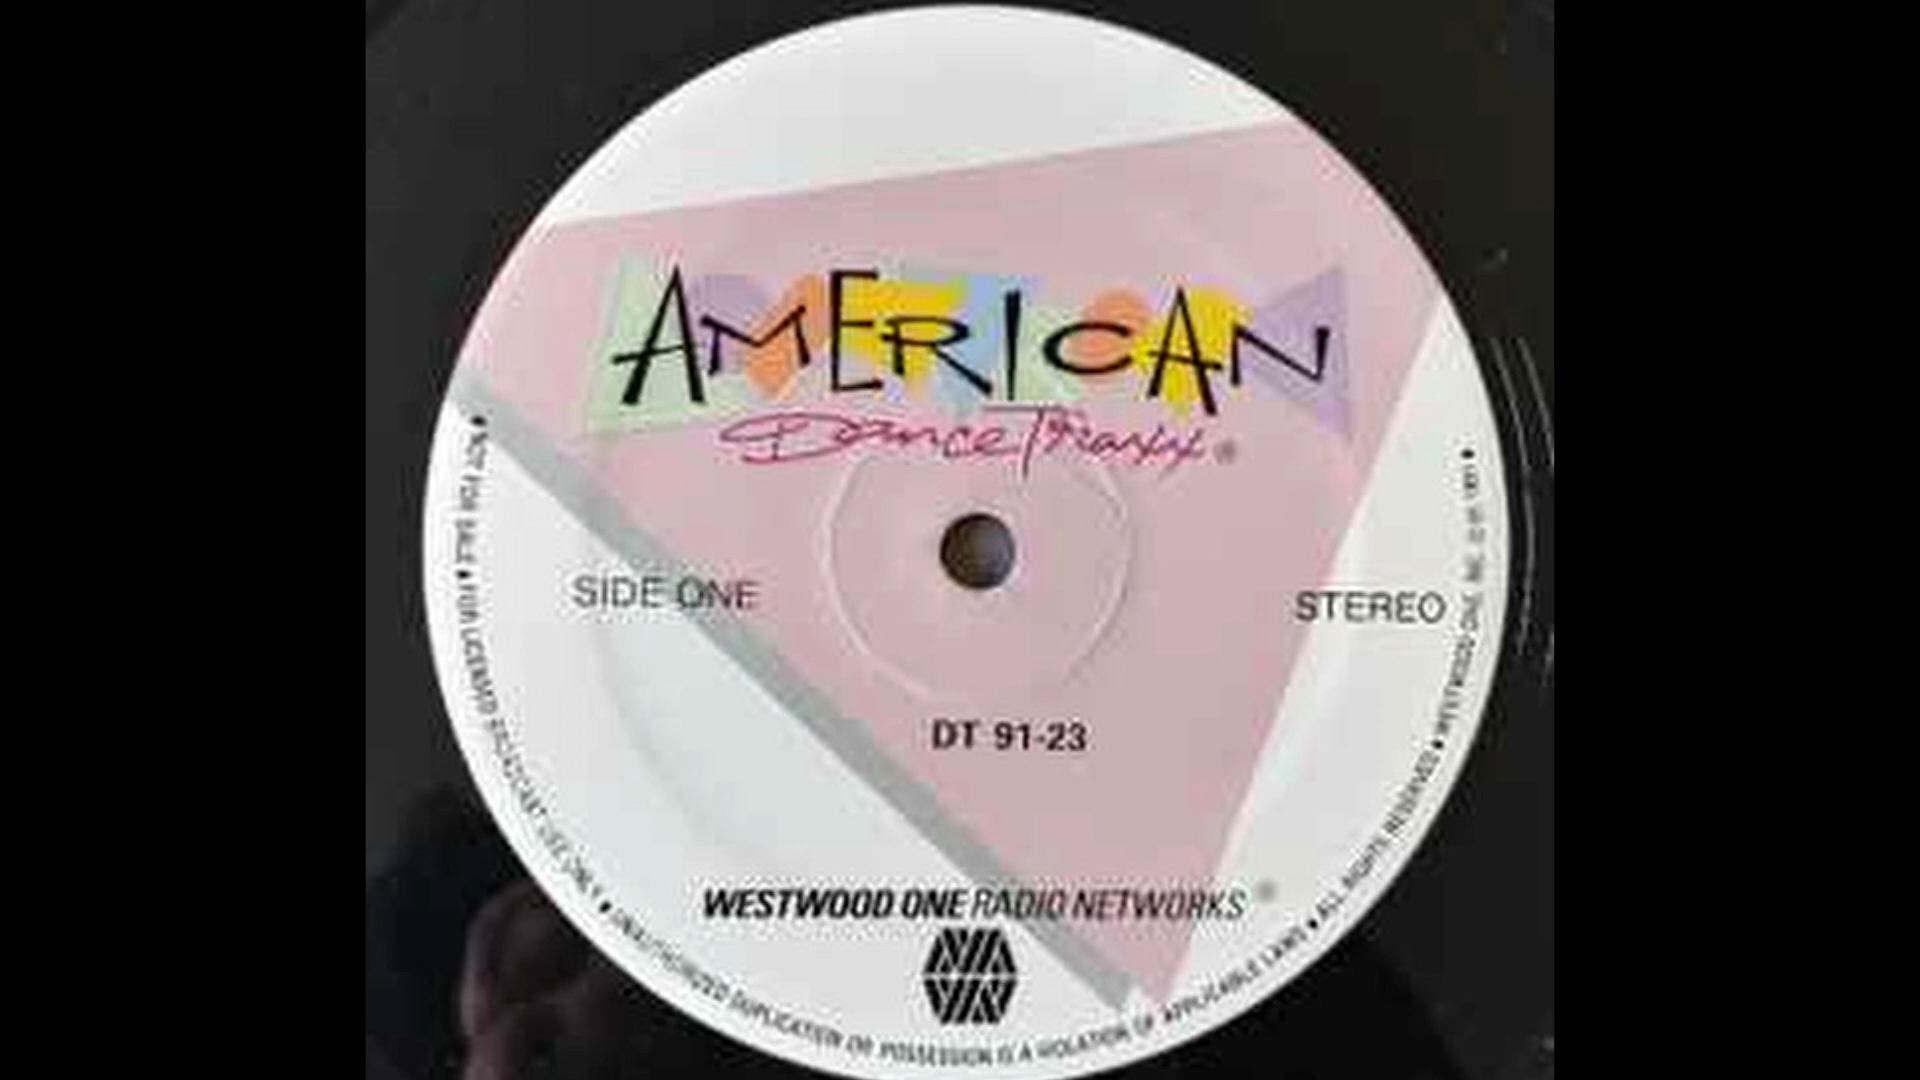 AMERICAN
Dance Traxx ®
SIDE ONE
STEREO
DT 91-23
WESTWOOD ONE RADIO NETWORKS ®
♦ NOT FOR SALE ♦ FOR LICENSED BROADCAST USE ONLY ♦ UNAUTHORIZED DUPLICATION OR POSSESSION IS A VIOLATION OF APPLICABLE LAWS ♦ ALL RIGHTS RESERVED ♦ WESTWOOD ONE, INC. © ℗ 1991 ♦